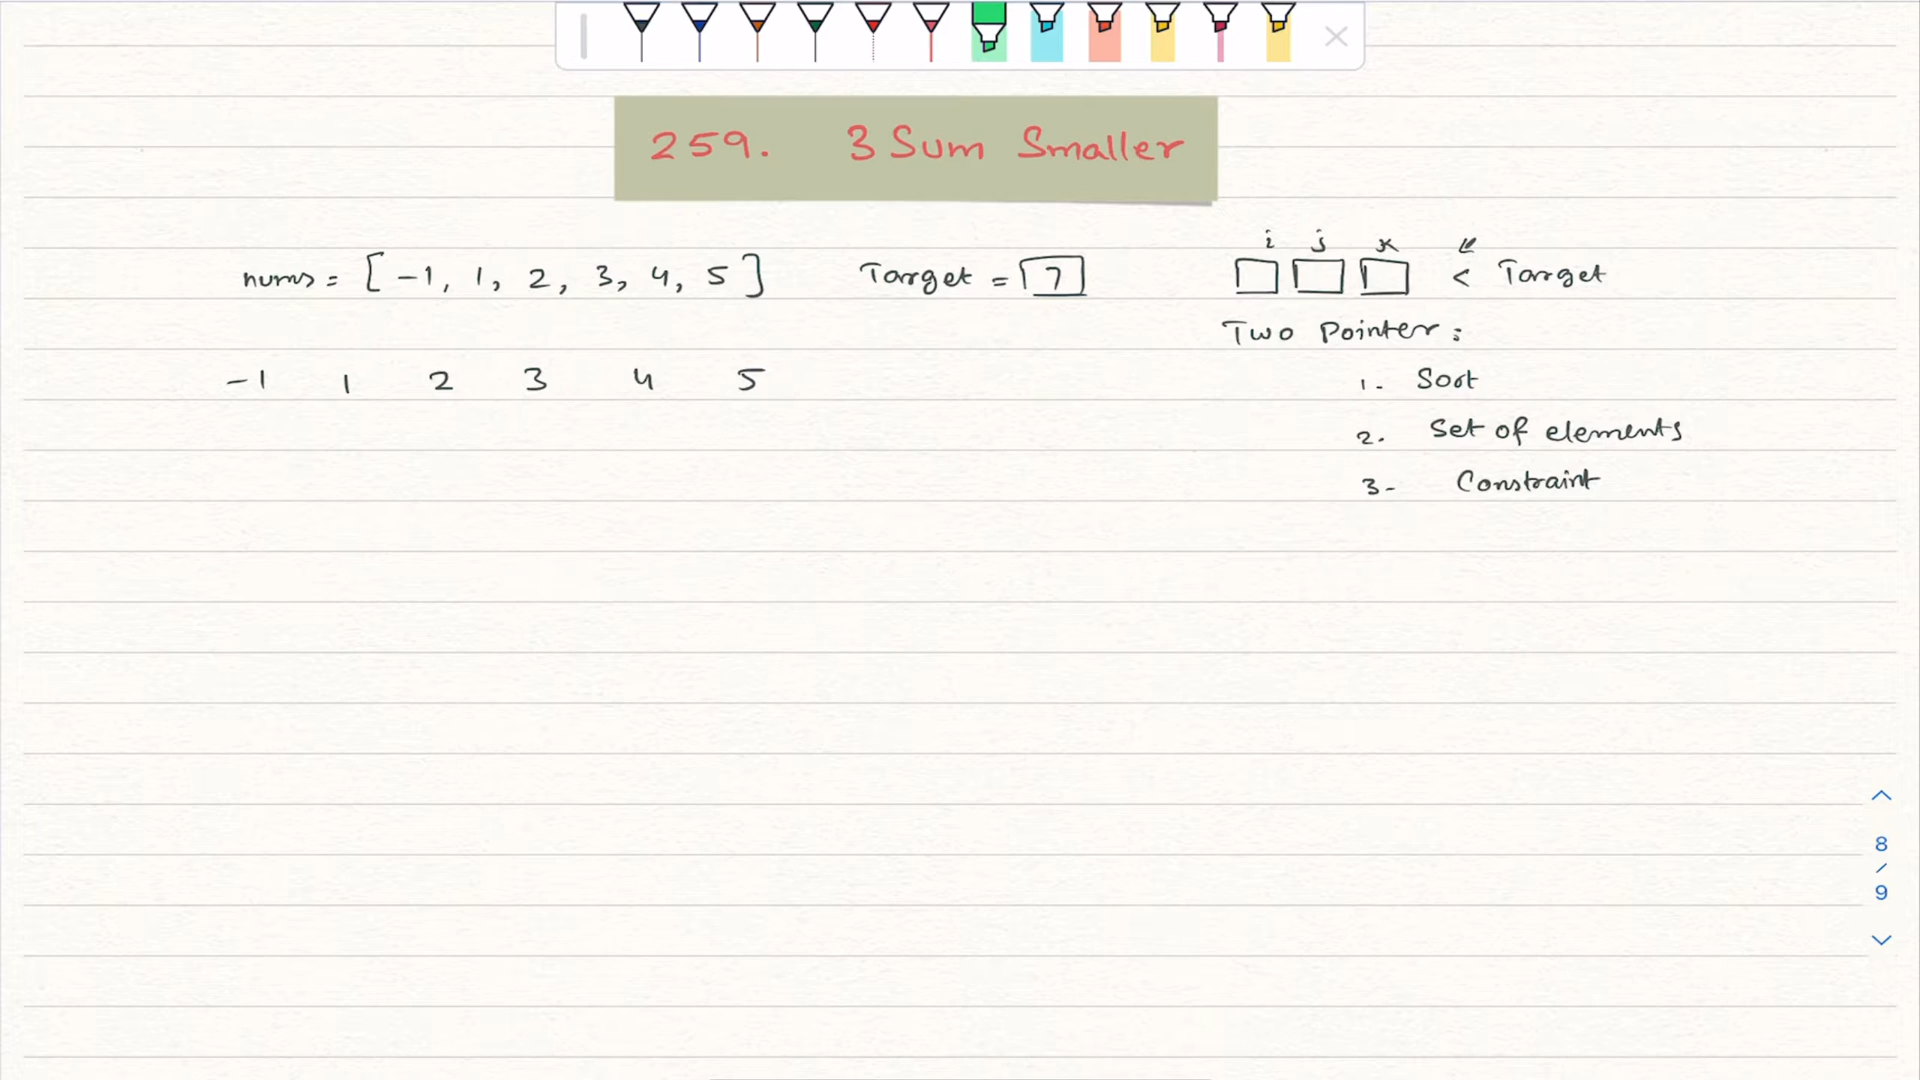 259. 3 Sum Smaller
nums = [ -1, 1, 2, 3, 4, 5 ] Target = 7
i j k
< Target
Two Pointer :
-1 1 2 3 4 5
1. Sort
2. Set of elements
3. Constraint
8
/
9